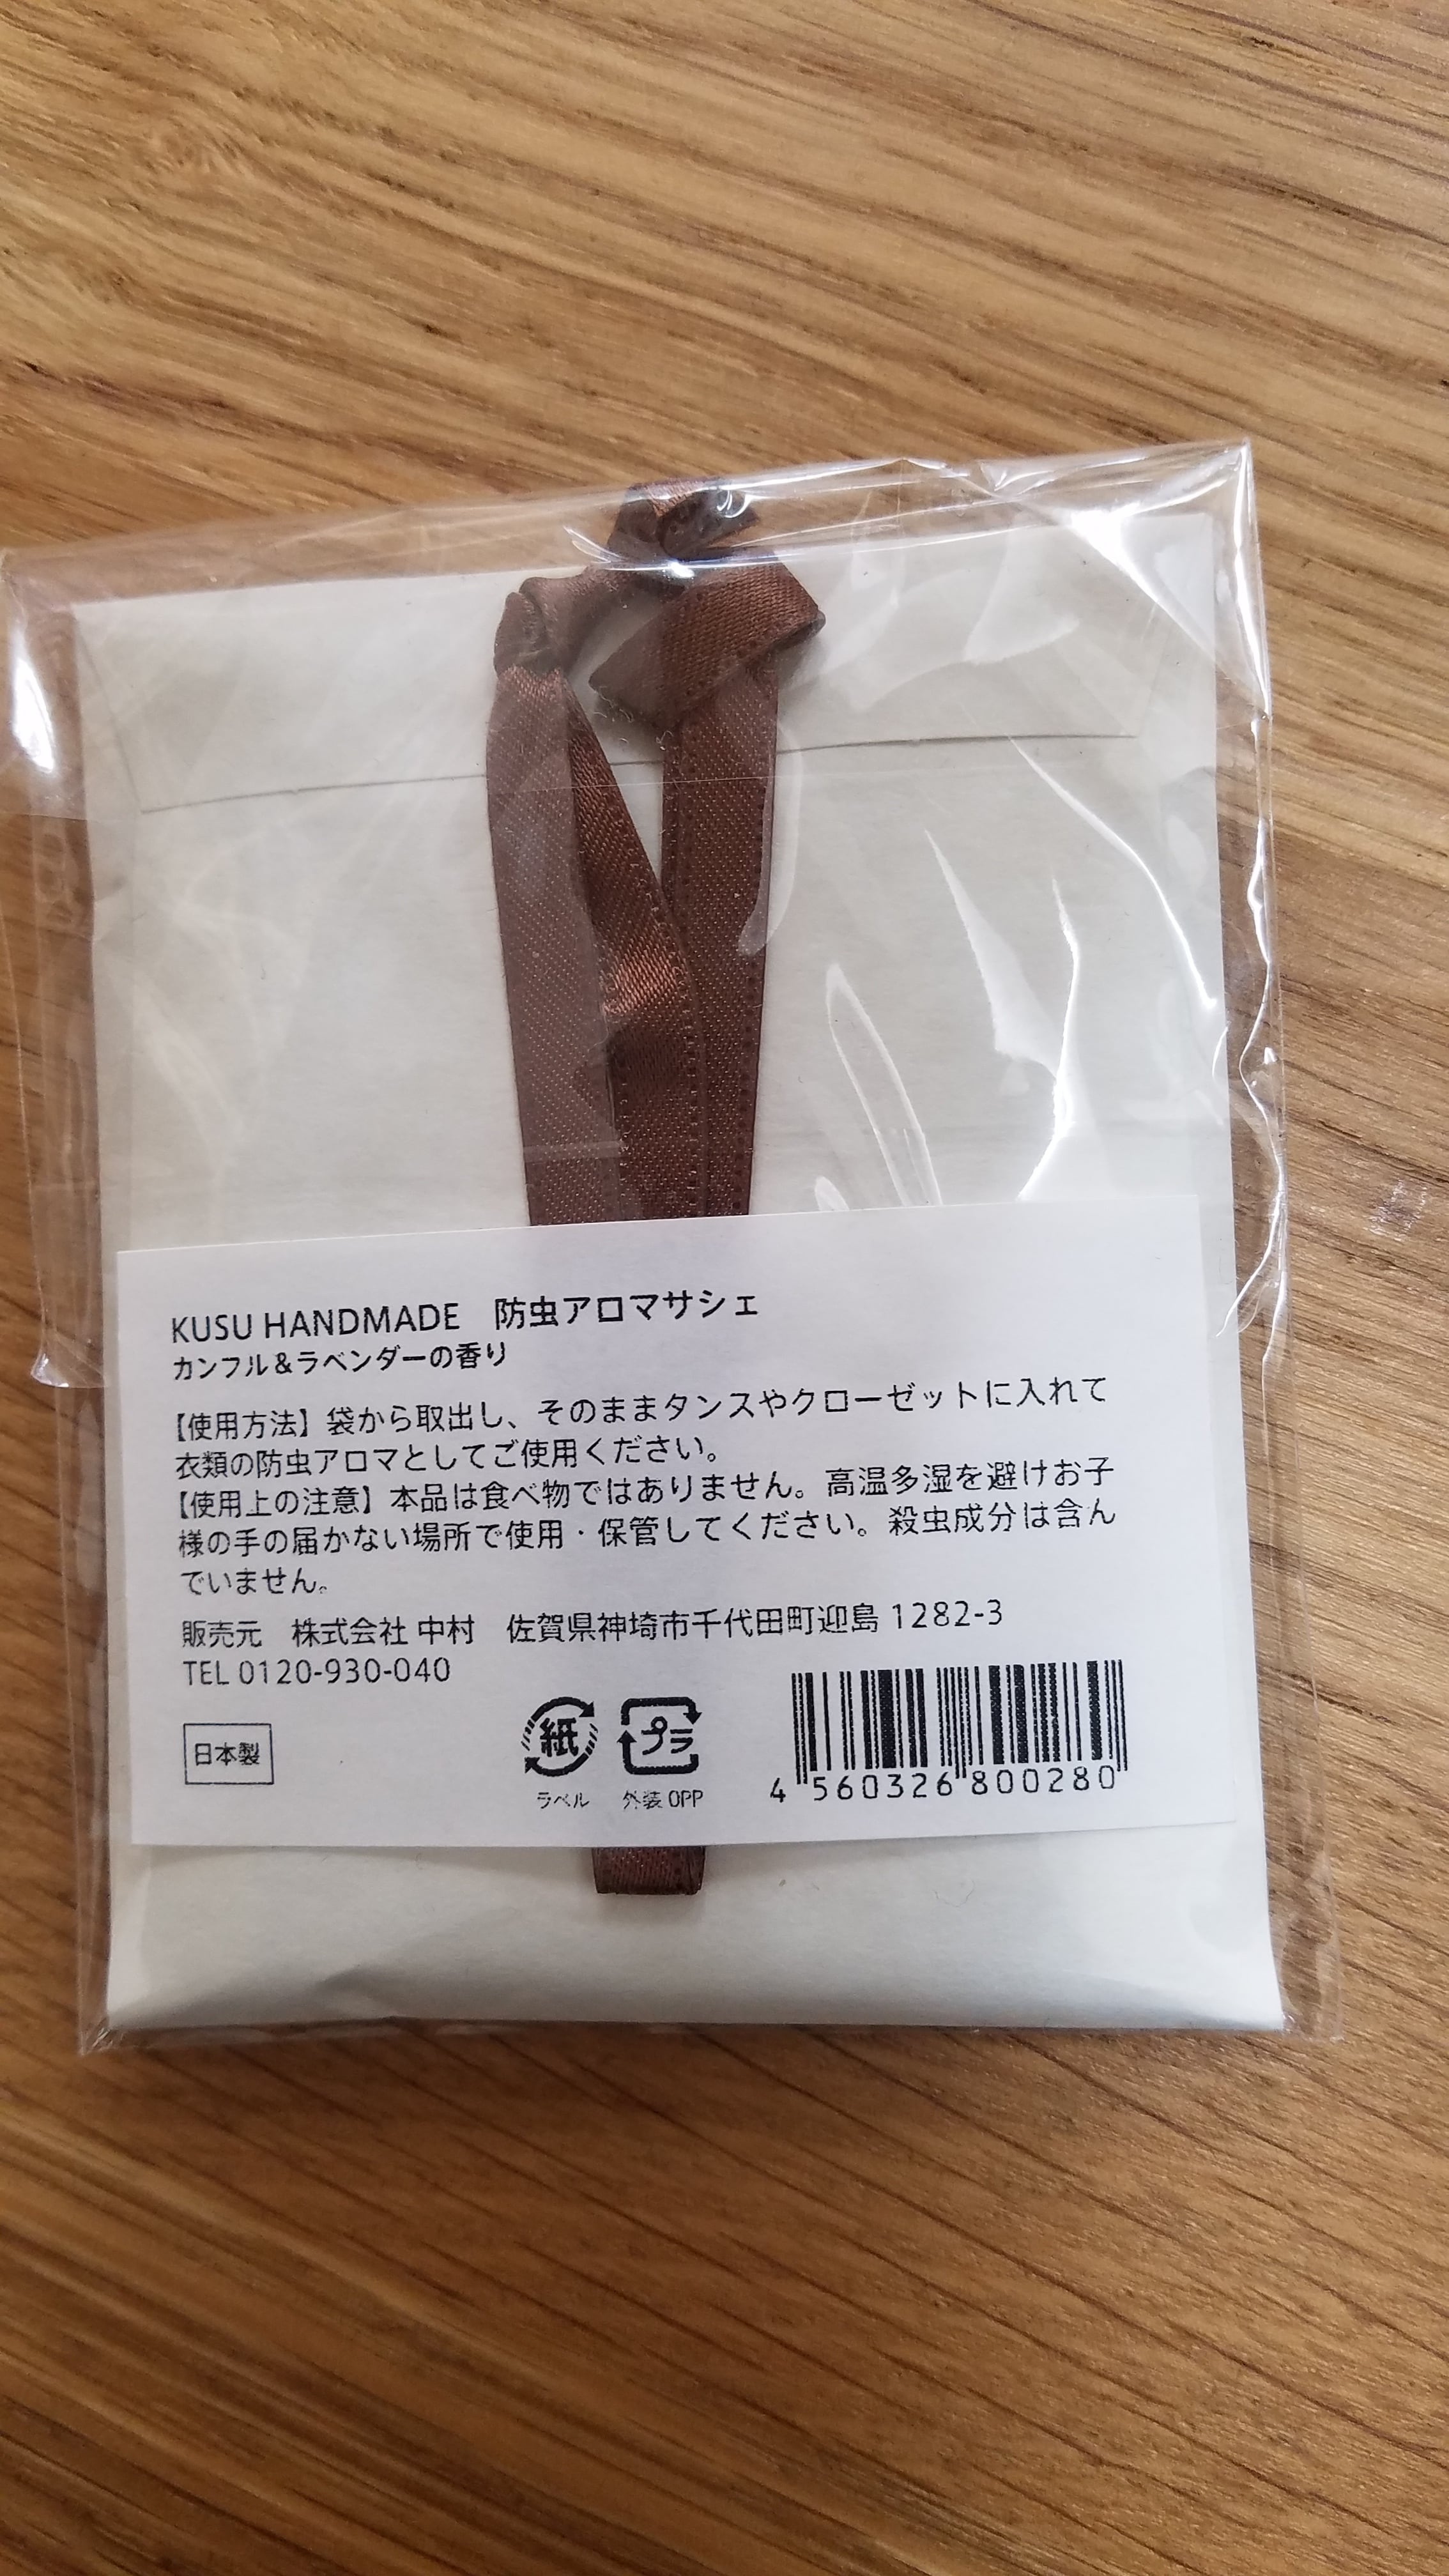 KUSU HANDMADE 防虫アロマサシェ
カンフル&ラベンダーの香り
【使用方法】袋から取出し、そのままタンスやクローゼットに入れて
衣類の防虫アロマとしてご使用ください。
【使用上の注意】本品は食べ物ではありません。高温多湿を避けお子
様の手の届かない場所で使用・保管してください。殺虫成分は含ん
でいません。
販売元 株式会社 中村 佐賀県神埼市千代田町迎島 1282-3
TEL 0120-930-040
日本製
紙
プラ
ラベル
外装 OPP
4 560326 800280